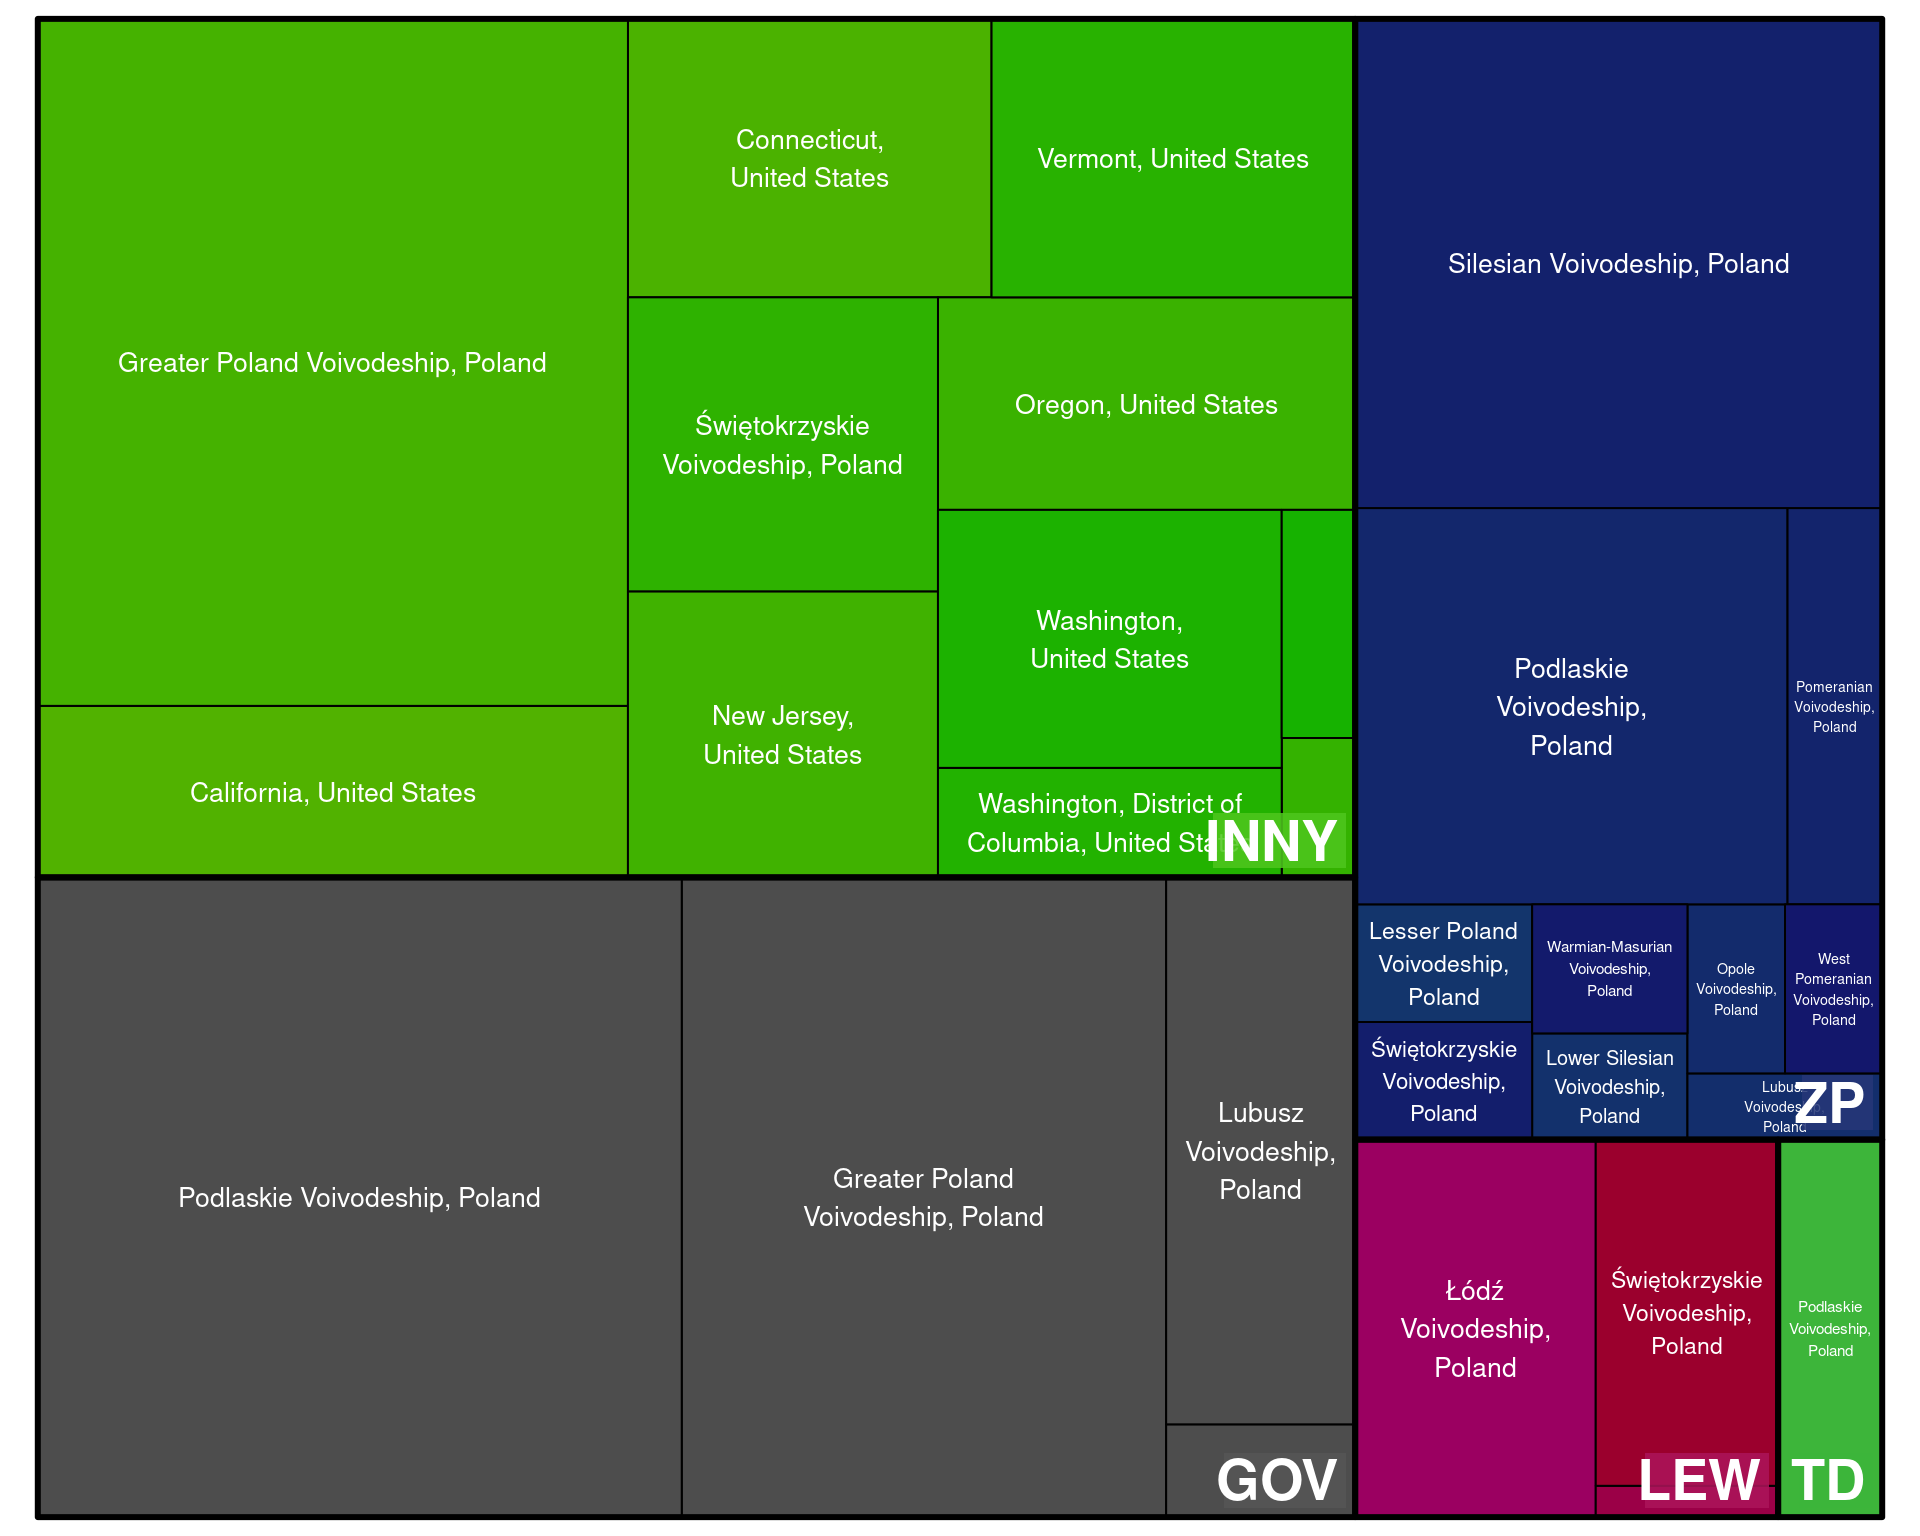 Greater Poland Voivodeship, Poland
California, United States
Connecticut,
United States
Vermont, United States
Świętokrzyskie
Voivodeship, Poland
Oregon, United States
New Jersey,
United States
Washington,
United States
Washington, District of
Columbia, United
INNY
Podlaskie Voivodeship, Poland
Greater Poland
Voivodeship, Poland
Lubusz
Voivodeship,
Poland
GOV
Silesian Voivodeship, Poland
Podlaskie
Voivodeship,
Poland
Pomeranian
Voivodeship,
Poland
Lesser Poland
Voivodeship,
Poland
Świętokrzyskie
Voivodeship,
Poland
Warmian-Masurian
Voivodeship,
Poland
Lower Silesian
Voivodeship,
Poland
Opole
Voivodeship,
Poland
West
Pomeranian
Voivodeship,
Poland
Poland
ZP
Łódź
Voivodeship,
Poland
Świętokrzyskie
Voivodeship,
Poland
LEW
Podlaskie
Voivodeship,
Poland
TD